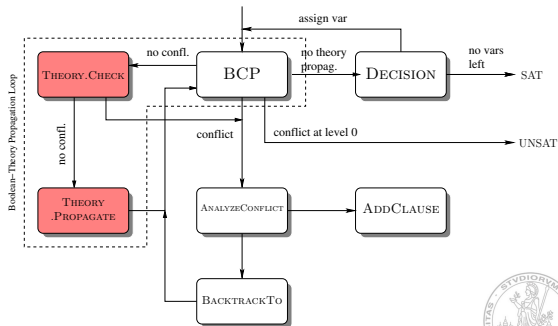 assign var
no confl.
THEORY.CHECK
BCP
no theory
propag.
DECISION
no vars
left
SAT
Boolean-Theory Propagation Loop
no confl.
conflict
conflict at level 0
UNSAT
THEORY
.PROPAGATE
ANALYZECONFLICT
ADDCLAUSE
BACKTRACKTO
STVDIORVM